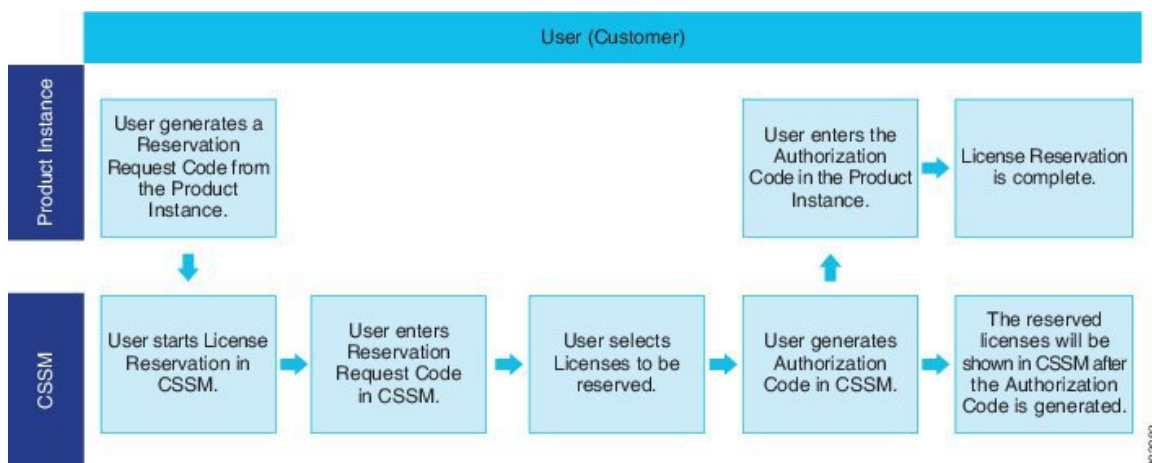 User (Customer)
Product Instance
User generates a
Reservation
Request Code from
the Product
Instance.
User enters the
Authorization
Code in the Product
Instance.
License Reservation
is complete.
CSSM
User starts License
Reservation in
CSSM.
User enters
Reservation
Request Code
in CSSM.
User selects
Licenses to be
reserved.
User generates
Authorization
Code in CSSM.
The reserved
licenses will be
shown in CSSM after
the Authorization
Code is generated.